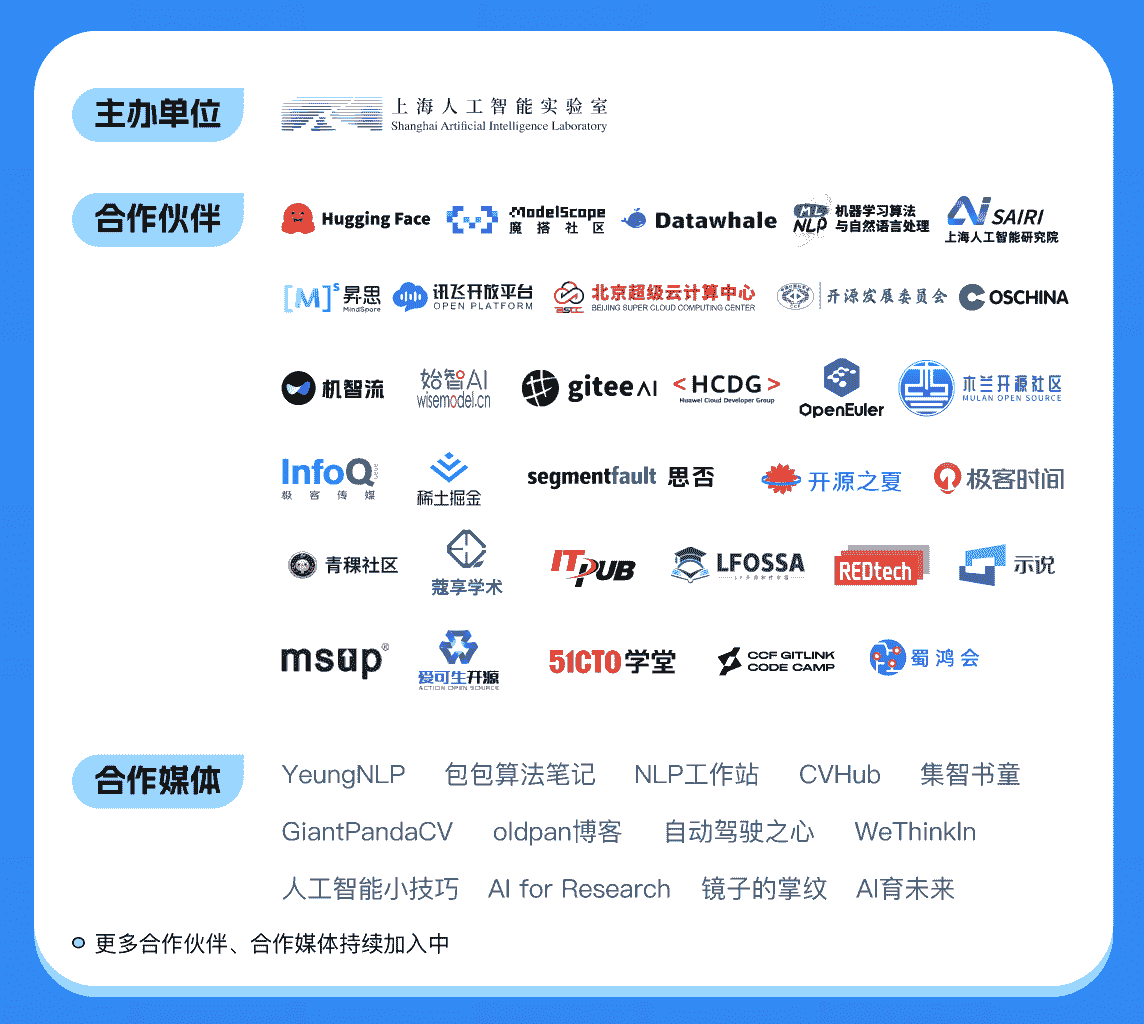 主办单位
上海人工智能实验室
Shanghai Artificial Intelligence Laboratory
合作伙伴
Hugging Face
ModelScope
魔搭社区
Datawhale
ML
NLP
机器学习算法
与自然语言处理
Ai SAIRI
上海人工智能研究院
[M]s 昇思
MindSpore
讯飞开放平台
OPEN PLATFORM
北京超级云计算中心
BEIJING SUPER CLOUD COMPUTING CENTER
开源发展委员会
OSCHINA
机智流
始智AI
wisemodel.cn
gitee AI
<HCDG>
Huawei Cloud Developer Group
OpenEuler
木兰开源社区
MULAN OPEN SOURCE
InfoQ
极客传媒
稀土掘金
segmentfault 思否
开源之夏
极客时间
青稞社区
蔻享学术
ITPUB
LFOSSA
REDtech
示说
msup®
爱可生开源
ACTION OPEN SOURCE
51CTO学堂
CCF GITLINK
CODE CAMP
蜀鸿会
合作媒体
YeungNLP 包包算法笔记 NLP工作站 CVHub 集智书童
GiantPandaCV oldpan博客 自动驾驶之心 WeThinkIn
人工智能小技巧 AI for Research 镜子的掌纹 AI育未来
更多合作伙伴、合作媒体持续加入中